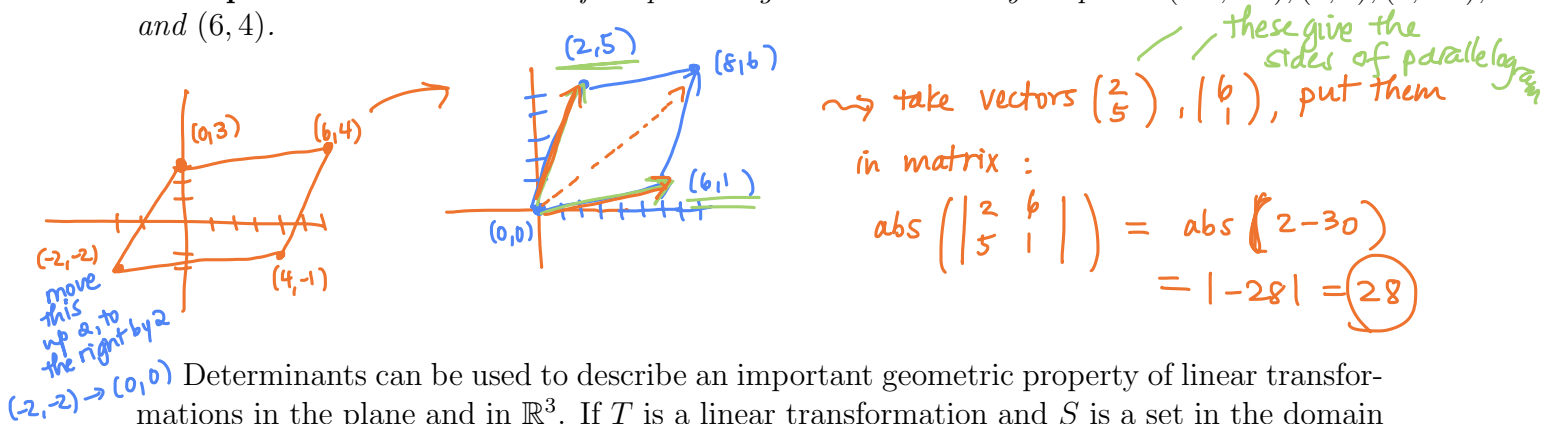 and (6, 4).
these give the
sides of parallelogram
(2,5)
(8,6)
⇝ take vectors (2 5), (6 1), put them
(0,3)
(6,4)
in matrix :
(6,1)
abs(|2 6
5 1|) = abs(2-30)
(0,0)
(-2,-2)
(4,-1)
= |-28| = 28
move
this
up 2, to
the right by 2
(-2,-2) → (0,0)
Determinants can be used to describe an important geometric property of linear transfor-
mations in the plane and in ℝ³. If T is a linear transformation and S is a set in the domain